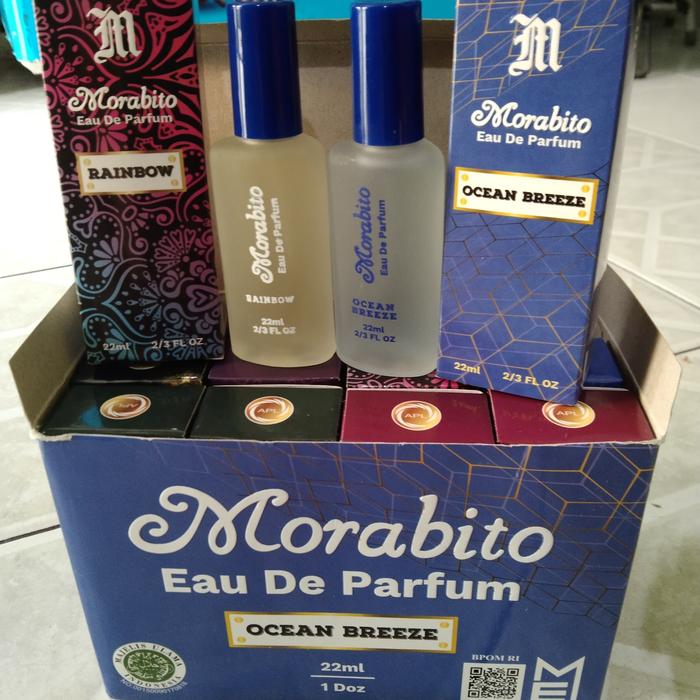 M
Morabito
Eau De Parfum
RAINBOW
22ml 2/3 FL OZ
Morabito
Eau De Parfum
RAINBOW
22ml
2/3 FL OZ
Morabito
Eau De Parfum
OCEAN
BREEZE
22ml
2/3 FL OZ
M
Morabito
Eau De Parfum
OCEAN BREEZE
22ml 2/3 FL OZ
APL
APL
APL
Morabito
Eau De Parfum
OCEAN BREEZE
22ml
1 Doz
MAJELIS ULAMA
INDONESIA
BPOM RI